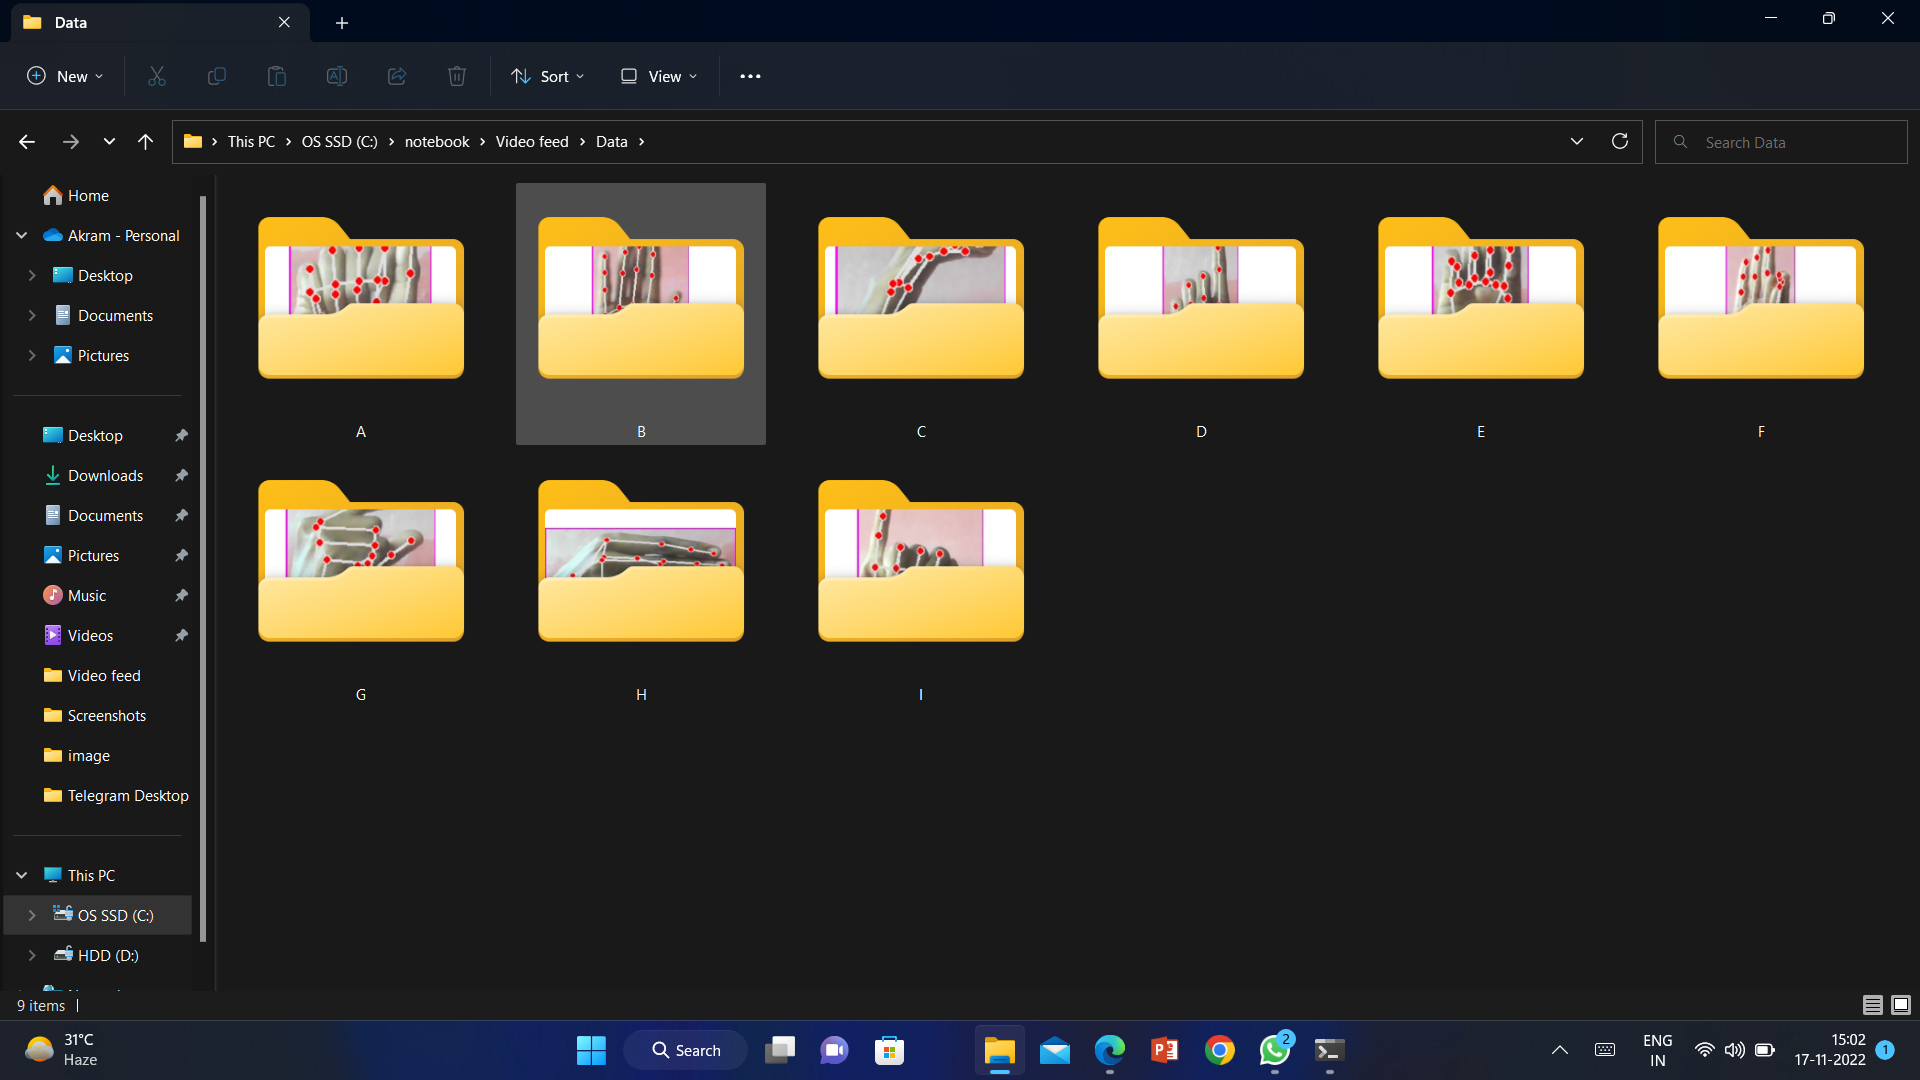 Data
New
Sort
View
This PC
OS SSD (C:)
notebook
Video feed
Data
Search Data
Home
Akram - Personal
Desktop
Documents
Pictures
Desktop
Downloads
Documents
Pictures
Music
Videos
Video feed
Screenshots
image
Telegram Desktop
This PC
OS SSD (C:)
HDD (D:)
A
B
C
D
E
F
G
H
I
9 items
31°C
Haze
Search
2
ENG
IN
15:02
17-11-2022
1